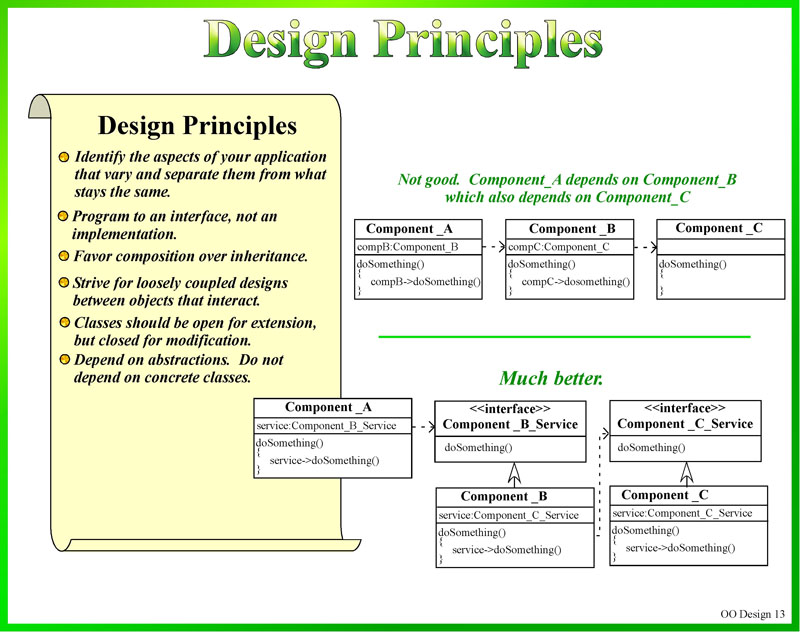 Design Principles
Design Principles
Identify the aspects of your application
that vary and separate them from what
stays the same.
Program to an interface, not an
implementation.
Favor composition over inheritance.
Strive for loosely coupled designs
between objects that interact.
Classes should be open for extension,
but closed for modification.
Depend on abstractions.  Do not
depend on concrete classes.
Not good.  Component_A depends on Component_B
which also depends on Component_C
Component _A
compB:Component_B
doSomething()
{
compB->doSomething()
}
Component _B
compC:Component_C
doSomething()
{
compC->dosomething()
}
Component _C
doSomething()
{
}
Much better.
Component _A
service:Component_B_Service
doSomething()
{
service->doSomething()
}
<<interface>>
Component _B_Service
doSomething()
<<interface>>
Component _C_Service
doSomething()
Component _B
service:Component_C_Service
doSomething()
{
service->doSomething()
}
Component _C
service:Component_C_Service
doSomething()
{
service->doSomething()
}
OO Design 13